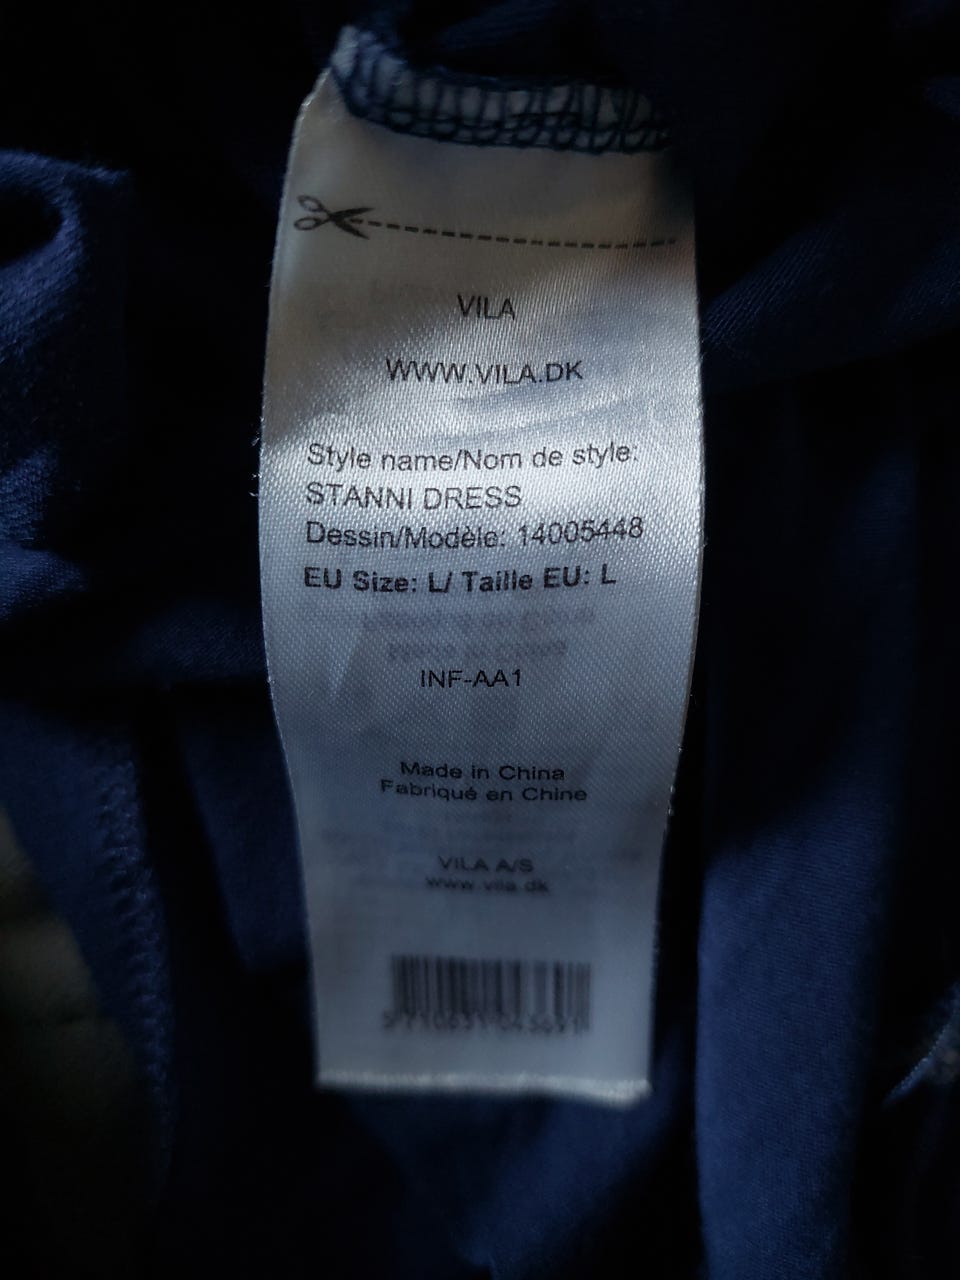 VILA
WWW.VILA.DK
Style name/Nom de style:
STANNI DRESS
Dessin/Modèle: 14005448
EU Size: L/ Taille EU: L
INF-AA1
Made in China
Fabriqué en Chine
VILA A/S
www.vila.dk